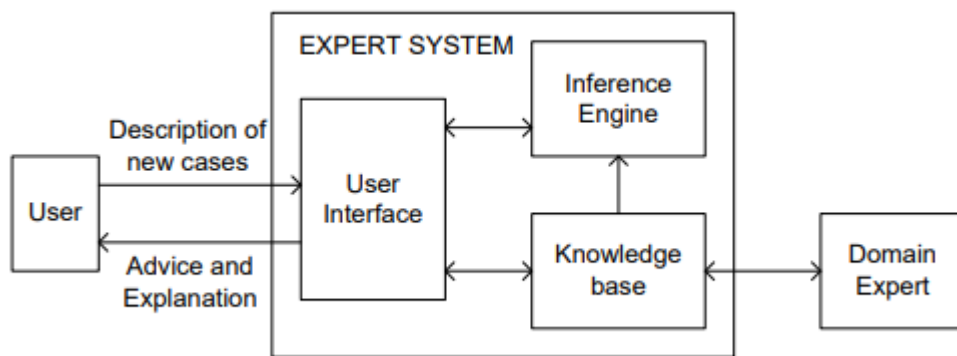 EXPERT SYSTEM
Inference
Engine
Description of
new cases
User
User
Interface
Advice and
Explanation
Knowledge
base
Domain
Expert